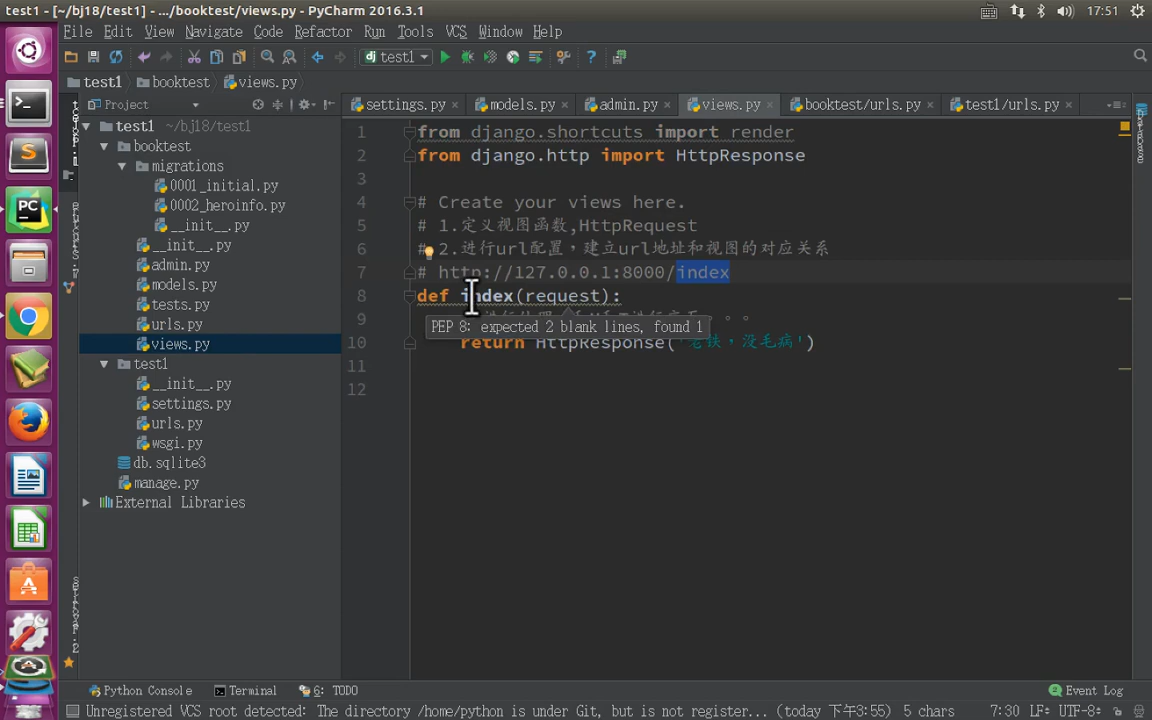 test1 - [~/bj18/test1] - .../booktest/views.py - PyCharm 2016.3.1
17:51
File Edit View Navigate Code Refactor Run Tools VCS Window Help
dj test1
test1 booktest views.py
Project
settings.py models.py admin.py views.py booktest/urls.py test1/urls.py
test1 ~/bj18/test1
booktest
migrations
0001_initial.py
0002_heroinfo.py
__init__.py
__init__.py
admin.py
models.py
tests.py
urls.py
views.py
test1
__init__.py
settings.py
urls.py
wsgi.py
db.sqlite3
manage.py
External Libraries
1 from django.shortcuts import render
2 from django.http import HttpResponse
3
4 # Create your views here.
5 # 1.定义视图函数,HttpRequest
6 # 2.进行url配置，建立url地址和视图的对应关系
7 # http://127.0.0.1:8000/index
8 def index(request):
9
PEP 8: expected 2 blank lines, found 1
10 return HttpResponse('老铁，没毛病!')
11
12
Python Console Terminal 6: TODO Event Log
Unregistered VCS root detected: The directory /home/python is under Git, but is not register... (today 下午3:55) 5 chars 7:30 LF÷ UTF-8÷